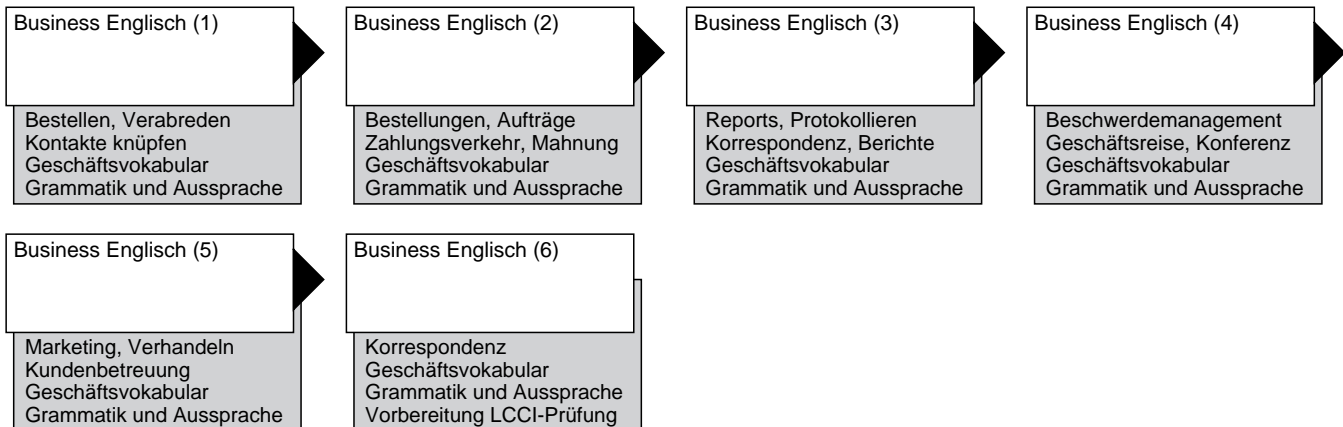 Business Englisch (1)
Bestellen, Verabreden
Kontakte knüpfen
Geschäftsvokabular
Grammatik und Aussprache
Business Englisch (2)
Bestellungen, Aufträge
Zahlungsverkehr, Mahnung
Geschäftsvokabular
Grammatik und Aussprache
Business Englisch (3)
Reports, Protokollieren
Korrespondenz, Berichte
Geschäftsvokabular
Grammatik und Aussprache
Business Englisch (4)
Beschwerdemanagement
Geschäftsreise, Konferenz
Geschäftsvokabular
Grammatik und Aussprache
Business Englisch (5)
Marketing, Verhandeln
Kundenbetreuung
Geschäftsvokabular
Grammatik und Aussprache
Business Englisch (6)
Korrespondenz
Geschäftsvokabular
Grammatik und Aussprache
Vorbereitung LCCI-Prüfung